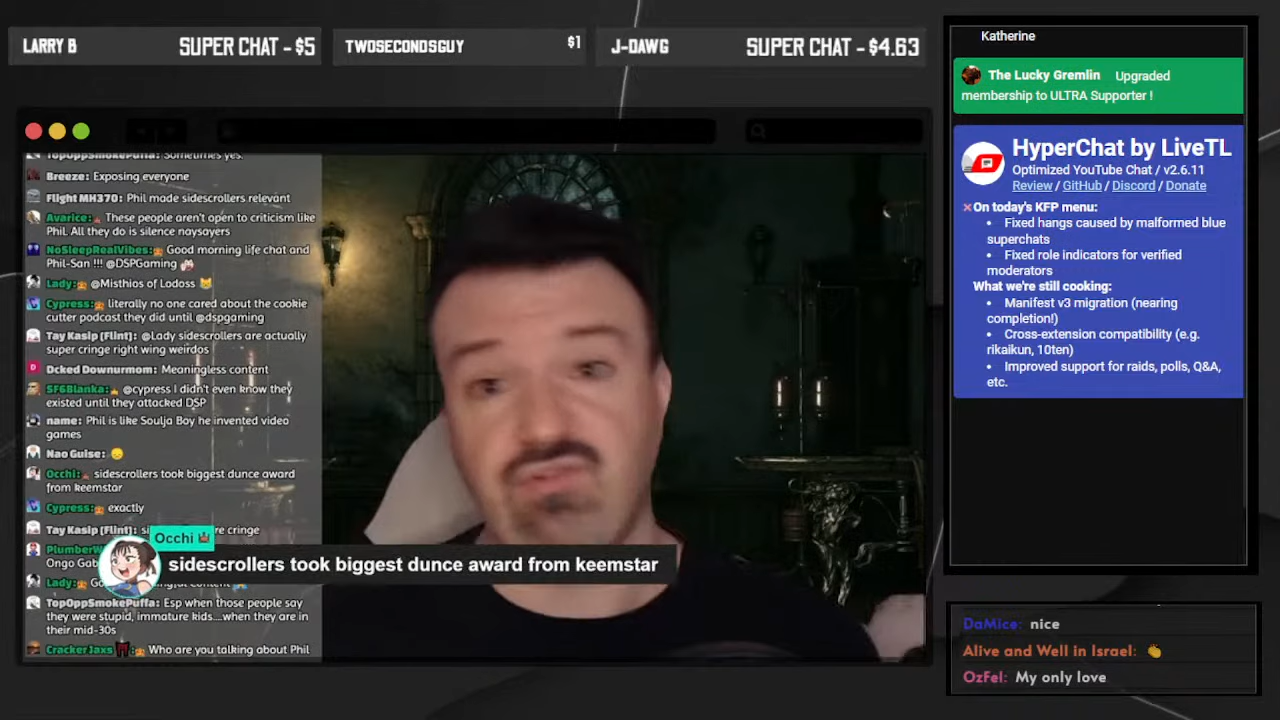 LARRY B
SUPER CHAT - $5
TWOSECONDSGUY
$1
J-DAWG
SUPER CHAT - $4.63
TopOppSmokePuffa: Sometimes yes.
Breeze: Exposing everyone
Flight MH370: Phil made sidescrollers relevant
Avarice: These people aren't open to criticism like
Phil. All they do is silence naysayers
NoSleepRealVibes: Good morning life chat and
Phil-San !!! @DSPGaming
Lady: @Misthios of Lodoss
Cypress: literally no one cared about the cookie
cutter podcast they did until @dspgaming
Tay Kasip (Flint): @Lady sidescrollers are actually
super cringe right wing weirdos
Dcked Downurmom: Meaningless content
SF6Blanka: @cypress I didn't even know they
existed until they attacked DSP
name: Phil is like Soulja Boy he invented video
games
Nao Guise:
Occhi: sidescrollers took biggest dunce award
from keemstar
Cypress: exactly
Tay Kasip (Flint): cringe
Ongo
Lady:
TopOppSmokePuffa: Esp when those people say
they were stupid, immature kids....when they are in
their mid-30s
CrackerJaxs: Who are you talking about Phil
Occhi
sidescrollers took biggest dunce award from keemstar
Katherine
The Lucky Gremlin Upgraded
membership to ULTRA Supporter !
HyperChat by LiveTL
Optimized YouTube Chat / v2.6.11
Review / GitHub / Discord / Donate
On today's KFP menu:
• Fixed hangs caused by malformed blue
superchats
• Fixed role indicators for verified
moderators
What we're still cooking:
• Manifest v3 migration (nearing
completion!)
• Cross-extension compatibility (e.g.
rikaikun, 10ten)
• Improved support for raids, polls, Q&A,
etc.
DaMice: nice
Alive and Well in Israel:
OzFel: My only love